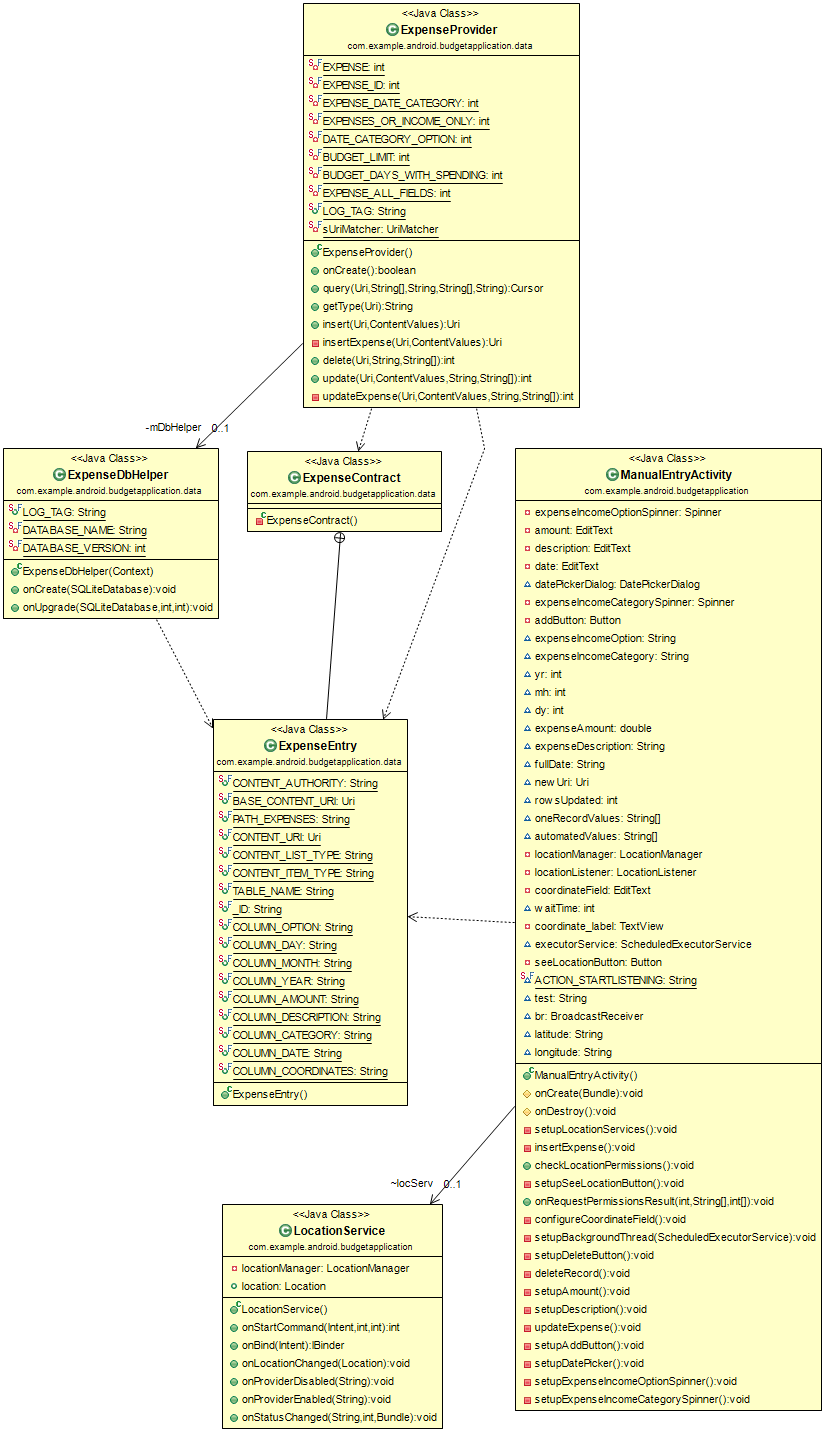 <<Java Class>>
ExpenseProvider
com.example.android.budgetapplication.data
EXPENSE: int
EXPENSE_ID: int
EXPENSE_DATE_CATEGORY: int
EXPENSES_OR_INCOME_ONLY: int
DATE_CATEGORY_OPTION: int
BUDGET_LIMIT: int
BUDGET_DAYS_WITH_SPENDING: int
EXPENSE_ALL_FIELDS: int
LOG_TAG: String
sUriMatcher: UriMatcher
ExpenseProvider()
onCreate():boolean
query(Uri,String[],String,String[],String):Cursor
getType(Uri):String
insert(Uri,ContentValues):Uri
insertExpense(Uri,ContentValues):Uri
delete(Uri,String,String[]):int
update(Uri,ContentValues,String,String[]):int
updateExpense(Uri,ContentValues,String,String[]):int
-mDbHelper 0..1
<<Java Class>>
ExpenseDbHelper
com.example.android.budgetapplication.data
LOG_TAG: String
DATABASE_NAME: String
DATABASE_VERSION: int
ExpenseDbHelper(Context)
onCreate(SQLiteDatabase):void
onUpgrade(SQLiteDatabase,int,int):void
<<Java Class>>
ExpenseContract
com.example.android.budgetapplication.data
ExpenseContract()
<<Java Class>>
ManualEntryActivity
com.example.android.budgetapplication
expenseIncomeOptionSpinner: Spinner
amount: EditText
description: EditText
date: EditText
datePickerDialog: DatePickerDialog
expenseIncomeCategorySpinner: Spinner
addButton: Button
expenseIncomeOption: String
expenseIncomeCategory: String
yr: int
mh: int
dy: int
expenseAmount: double
expenseDescription: String
fullDate: String
newUri: Uri
rowsUpdated: int
oneRecordValues: String[]
automatedValues: String[]
locationManager: LocationManager
locationListener: LocationListener
coordinateField: EditText
waitTime: int
coordinate_label: TextView
executorService: ScheduledExecutorService
seeLocationButton: Button
ACTION_STARTLISTENING: String
test: String
br: BroadcastReceiver
latitude: String
longitude: String
ManualEntryActivity()
onCreate(Bundle):void
onDestroy():void
setupLocationServices():void
insertExpense():void
checkLocationPermissions():void
setupSeeLocationButton():void
onRequestPermissionsResult(int,String[],int[]):void
configureCoordinateField():void
setupBackgroundThread(ScheduledExecutorService):void
setupDeleteButton():void
deleteRecord():void
setupAmount():void
setupDescription():void
updateExpense():void
setupAddButton():void
setupDatePicker():void
setupExpenseIncomeOptionSpinner():void
setupExpenseIncomeCategorySpinner():void
<<Java Class>>
ExpenseEntry
com.example.android.budgetapplication.data
CONTENT_AUTHORITY: String
BASE_CONTENT_URI: Uri
PATH_EXPENSES: String
CONTENT_URI: Uri
CONTENT_LIST_TYPE: String
CONTENT_ITEM_TYPE: String
TABLE_NAME: String
_ID: String
COLUMN_OPTION: String
COLUMN_DAY: String
COLUMN_MONTH: String
COLUMN_YEAR: String
COLUMN_AMOUNT: String
COLUMN_DESCRIPTION: String
COLUMN_CATEGORY: String
COLUMN_DATE: String
COLUMN_COORDINATES: String
ExpenseEntry()
~locServ 0..1
<<Java Class>>
LocationService
com.example.android.budgetapplication
locationManager: LocationManager
location: Location
LocationService()
onStartCommand(Intent,int,int):int
onBind(Intent):IBinder
onLocationChanged(Location):void
onProviderDisabled(String):void
onProviderEnabled(String):void
onStatusChanged(String,int,Bundle):void